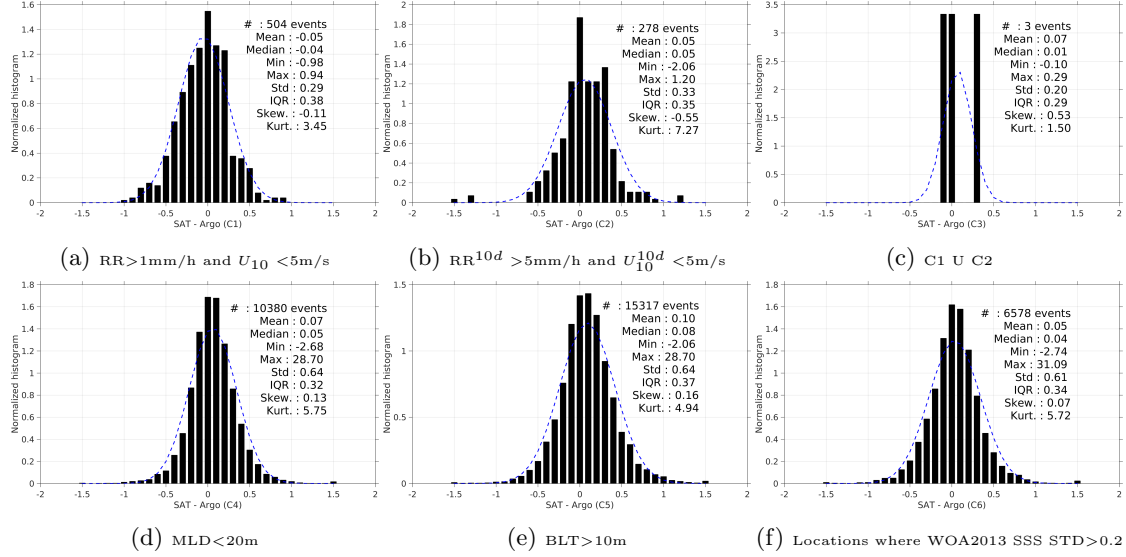 # : 504 events
Mean : -0.05
Median : -0.04
Min : -0.98
Max : 0.94
Std : 0.29
IQR : 0.38
Skew. : -0.11
Kurt. : 3.45
Normalized histogram
0
0.2
0.4
0.6
0.8
1
1.2
1.4
1.6
-2 -1.5 -1 -0.5 0 0.5 1 1.5 2
SAT - Argo (C1)
(a) RR>1mm/h and U10 <5m/s
# : 278 events
Mean : 0.05
Median : 0.05
Min : -2.06
Max : 1.20
Std : 0.33
IQR : 0.35
Skew. : -0.55
Kurt. : 7.27
Normalized histogram
0
0.2
0.4
0.6
0.8
1
1.2
1.4
1.6
1.8
2
-2 -1.5 -1 -0.5 0 0.5 1 1.5 2
SAT - Argo (C2)
(b) RR^10d >5mm/h and U10^10d <5m/s
# : 3 events
Mean : 0.07
Median : 0.01
Min : -0.10
Max : 0.29
Std : 0.20
IQR : 0.29
Skew. : 0.53
Kurt. : 1.50
Normalized histogram
0
0.5
1
1.5
2
2.5
3
3.5
-2 -1.5 -1 -0.5 0 0.5 1 1.5 2
SAT - Argo (C3)
(c) C1 U C2
# : 10380 events
Mean : 0.07
Median : 0.05
Min : -2.68
Max : 28.70
Std : 0.64
IQR : 0.32
Skew. : 0.13
Kurt. : 5.75
Normalized histogram
0
0.2
0.4
0.6
0.8
1
1.2
1.4
1.6
1.8
-2 -1.5 -1 -0.5 0 0.5 1 1.5 2
SAT - Argo (C4)
(d) MLD<20m
# : 15317 events
Mean : 0.10
Median : 0.08
Min : -2.06
Max : 28.70
Std : 0.64
IQR : 0.37
Skew. : 0.16
Kurt. : 4.94
Normalized histogram
0
0.5
1
1.5
-2 -1.5 -1 -0.5 0 0.5 1 1.5 2
SAT - Argo (C5)
(e) BLT>10m
# : 6578 events
Mean : 0.05
Median : 0.04
Min : -2.74
Max : 31.09
Std : 0.61
IQR : 0.34
Skew. : 0.07
Kurt. : 5.72
Normalized histogram
0
0.2
0.4
0.6
0.8
1
1.2
1.4
1.6
1.8
-2 -1.5 -1 -0.5 0 0.5 1 1.5 2
SAT - Argo (C6)
(f) Locations where WOA2013 SSS STD>0.2